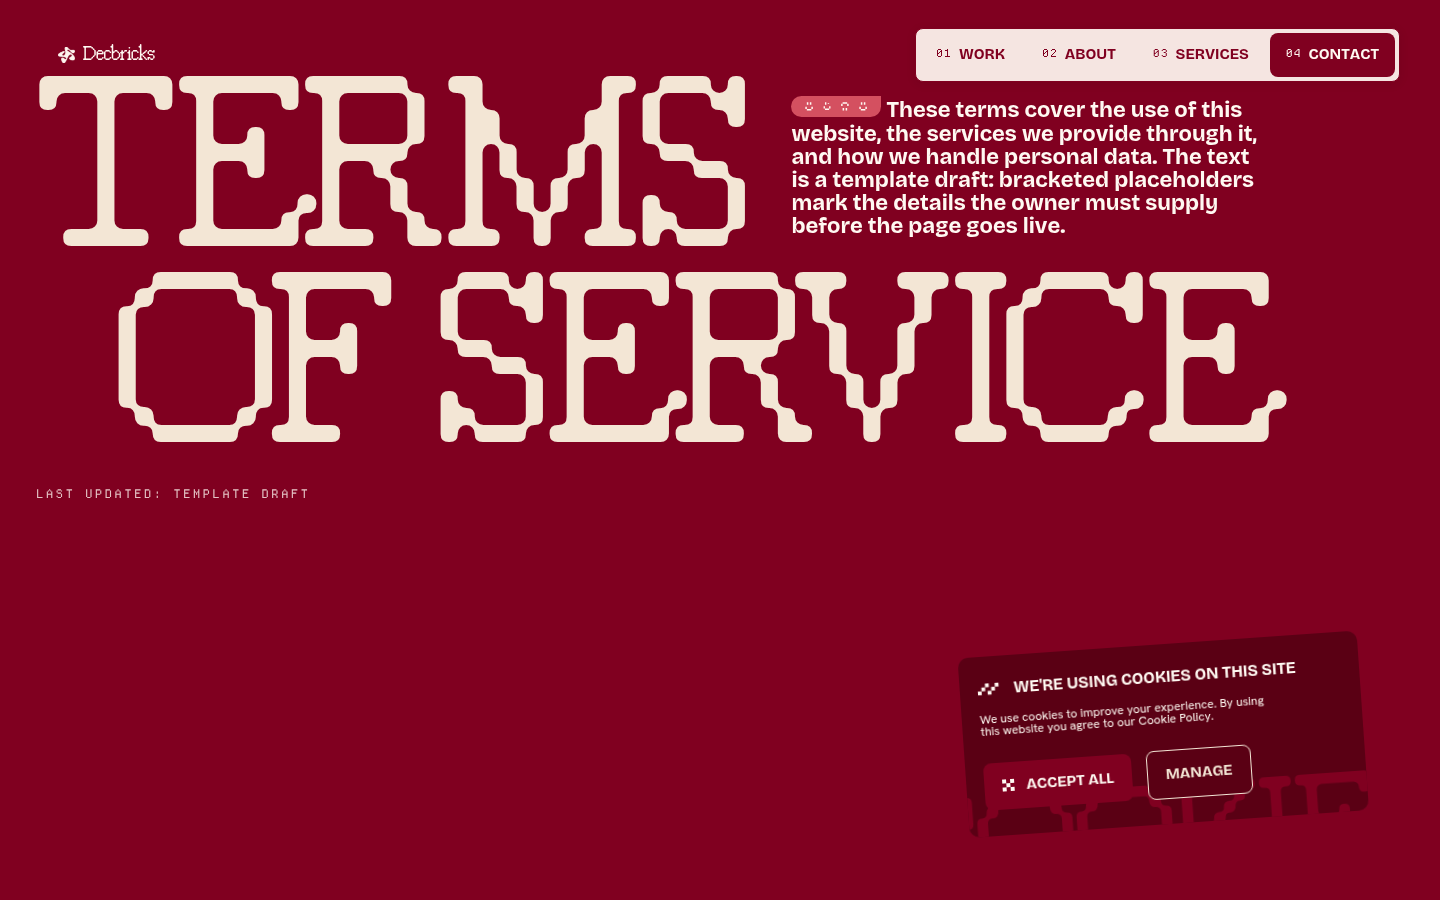 Decbricks
01 WORK 02 ABOUT 03 SERVICES 04 CONTACT
TERMS
These terms cover the use of this
website, the services we provide through it,
and how we handle personal data. The text
is a template draft: bracketed placeholders
mark the details the owner must supply
before the page goes live.
OF SERVICE
LAST UPDATED: TEMPLATE DRAFT
WE'RE USING COOKIES ON THIS SITE
We use cookies to improve your experience. By using
this website you agree to our Cookie Policy.
ACCEPT ALL
MANAGE